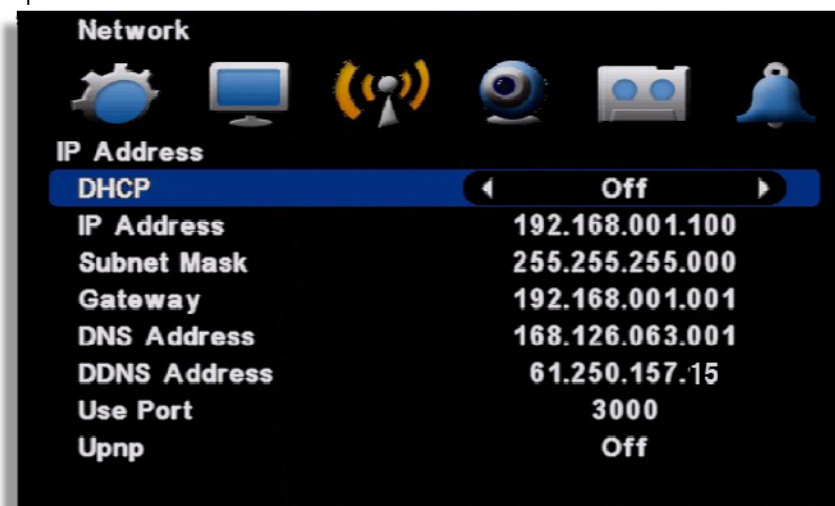 Network
IP Address
DHCP Off
IP Address 192.168.001.100
Subnet Mask 255.255.255.000
Gateway 192.168.001.001
DNS Address 168.126.063.001
DDNS Address 61.250.157.15
Use Port 3000
Upnp Off